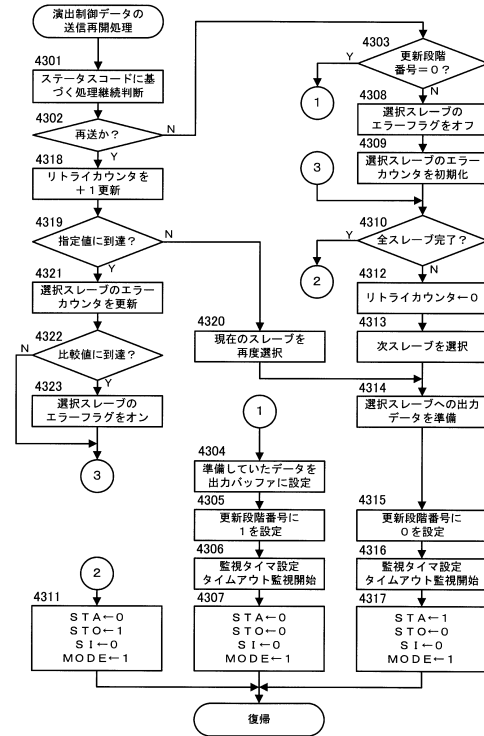 演出制御データの
送信再開処理
4301
ステータスコードに基
づく処理継続判断
4302
再送か?
N
Y
4318
リトライカウンタを
+1更新
4319
指定値に到達?
N
Y
4321
選択スレーブのエラー
カウンタを更新
4322
N
比較値に到達?
Y
4323
選択スレーブの
エラーフラグをオン
3
4320
現在のスレーブを
再度選択
4303
Y
更新段階
番号=0?
1
N
4308
選択スレーブの
エラーフラグをオフ
4309
選択スレーブのエラー
カウンタを初期化
3
4310
Y
全スレーブ完了?
2
N
4312
リトライカウンタ←0
4313
次スレーブを選択
4314
選択スレーブへの出力
データを準備
4315
更新段階番号に
0を設定
4316
監視タイマ設定
タイムアウト監視開始
4317
STA←1
STO←0
SI←0
MODE←1
1
4304
準備していたデータを
出力バッファに設定
4305
更新段階番号に
1を設定
4306
監視タイマ設定
タイムアウト監視開始
4307
STA←0
STO←0
SI←0
MODE←1
2
4311
STA←0
STO←1
SI←0
MODE←1
復帰